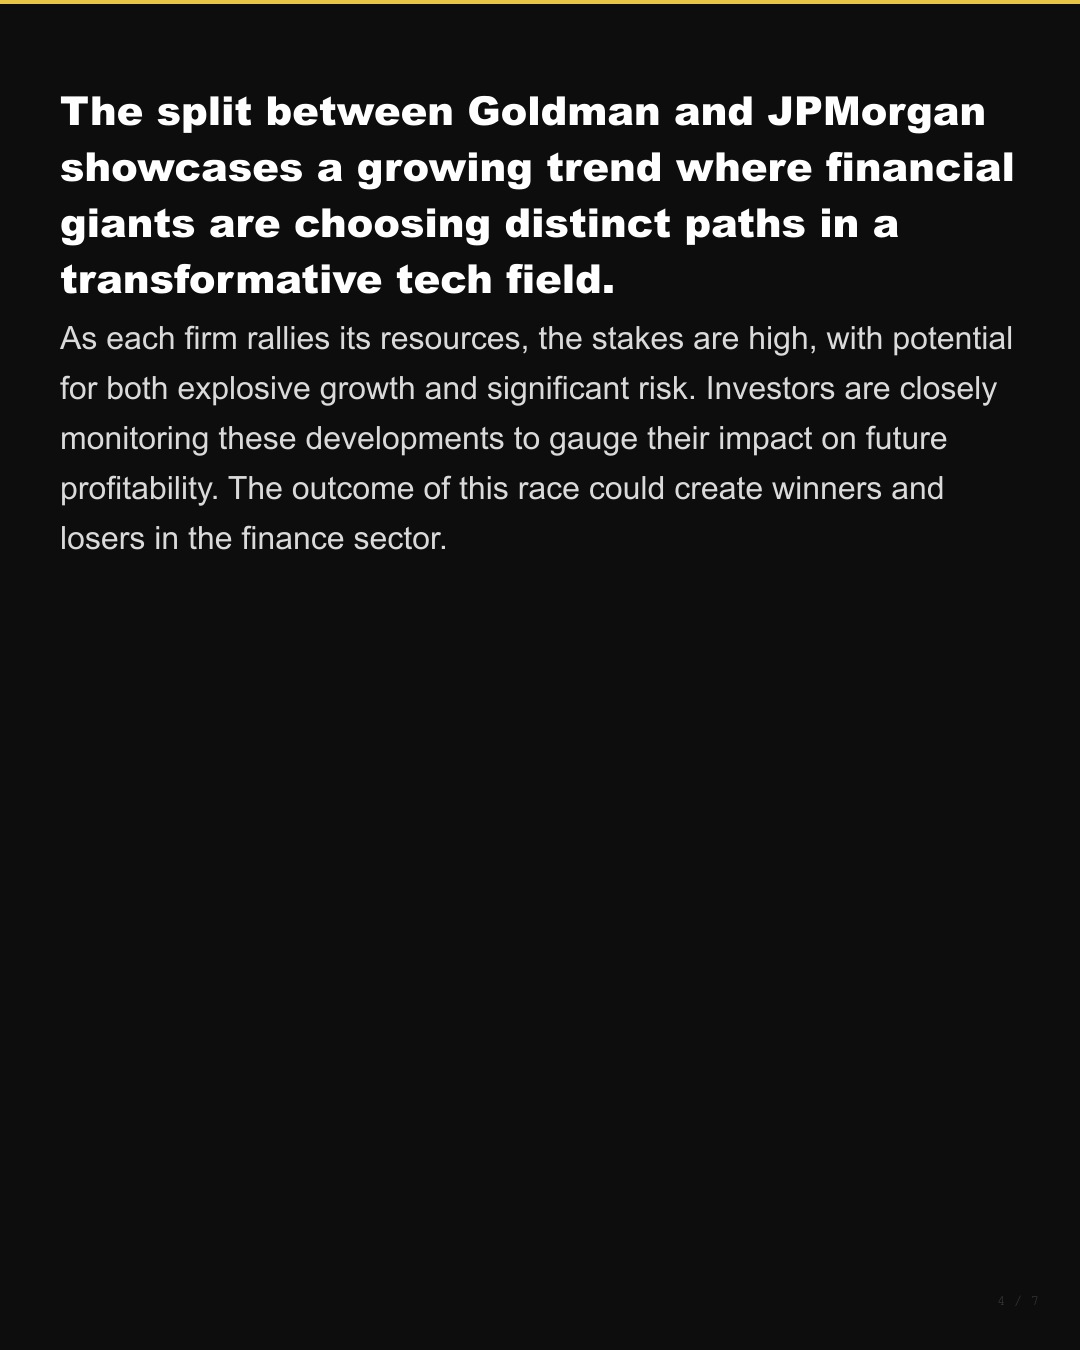 The split between Goldman and JPMorgan
showcases a growing trend where financial
giants are choosing distinct paths in a
transformative tech field.
As each firm rallies its resources, the stakes are high, with potential
for both explosive growth and significant risk. Investors are closely
monitoring these developments to gauge their impact on future
profitability. The outcome of this race could create winners and
losers in the finance sector.
4 / 7